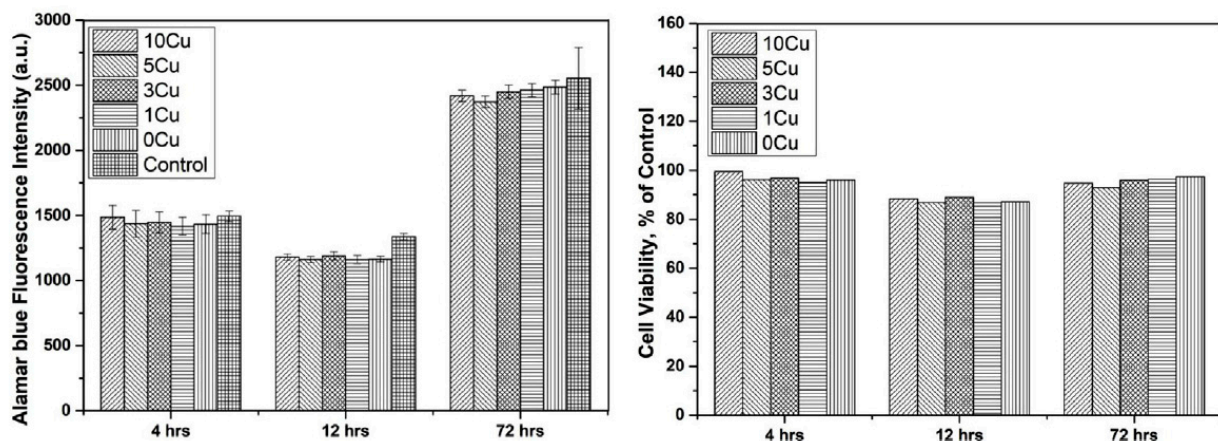 Alamar blue Fluorescence Intensity (a.u.)
3000
2500
2000
1500
1000
500
0
10Cu
5Cu
3Cu
1Cu
0Cu
Control
4 hrs
12 hrs
72 hrs
Cell Viability, % of Control
160
140
120
100
80
60
40
20
0
10Cu
5Cu
3Cu
1Cu
0Cu
4 hrs
12 hrs
72 hrs